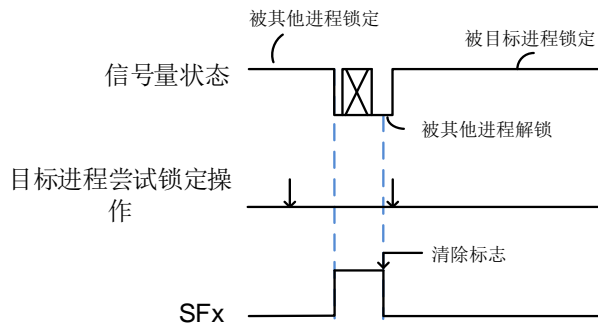 被其他进程锁定
被目标进程锁定
信号量状态
被其他进程解锁
目标进程尝试锁定操
作
清除标志
SFx